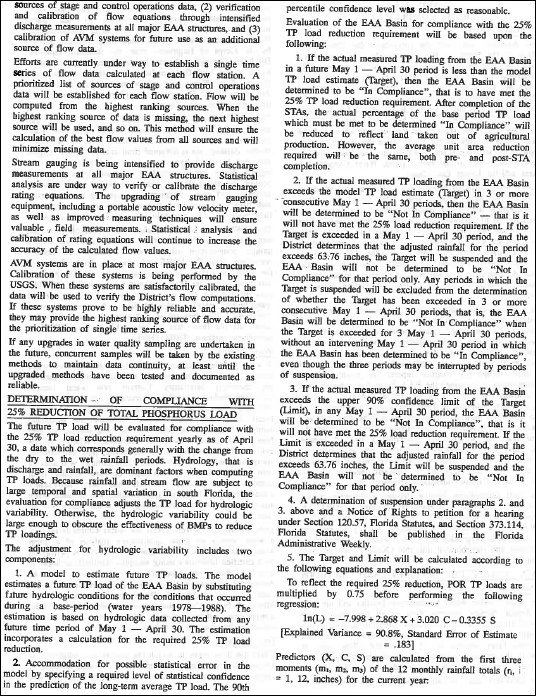 sources of stage and control operations data, (2) verification
and calibration of flow equations through intensified
discharge measurements at all major EAA structures, and (3)
calibration of AVM systems for future use as an additional
source of flow data.
Efforts are currently under way to establish a single time
series of flow data calculated at each flow station. A
prioritized list of sources of stage and control operations
data will be established for each flow station. Flow will be
computed from the highest ranking sources. When the
highest ranking source of data is missing, the next highest
source will be used, and so on. This method will ensure the
calculation of the best flow values from all sources and will
minimize missing data.
Stream gauging is being intensified to provide discharge
measurements at all major EAA structures. Statistical
analysis are under way to verify or calibrate the discharge
rating equations. The upgrading of stream gauging
equipment, including a portable acoustic low velocity meter,
as well as improved measuring techniques will ensure
valuable field measurements. Statistical analysis and
calibration of rating equations will continue to increase the
accuracy of the calculated flow values.
AVM systems are in place at most major EAA structures.
Calibration of these systems is being performed by the
USGS. When these systems are satisfactorily calibrated, the
data will be used to verify the District's flow computations.
If these systems prove to be highly reliable and accurate,
they may provide the highest ranking source of flow data for
the prioritization of single time series.
If any upgrades in water quality sampling are undertaken in
the future, concurrent samples will be taken by the existing
methods to maintain data continuity, at least until the
upgraded methods have been tested and documented as
reliable.
DETERMINATION OF COMPLIANCE WITH
25% REDUCTION OF TOTAL PHOSPHORUS LOAD
The future TP load will be evaluated for compliance with
the 25% TP load reduction requirement yearly as of April
30, a date which corresponds generally with the change from
the dry to the wet rainfall periods. Hydrology, that is
discharge and rainfall, are dominant factors when computing
TP loads. Because rainfall and stream flow are subject to
large temporal and spatial variation in south Florida, the
evaluation for compliance adjusts the TP load for hydrologic
variability. Otherwise, the hydrologic variability could be
large enough to obscure the effectiveness of BMPs to reduce
TP loadings.
The adjustment for hydrologic variability includes two
components:
1. A model to estimate future TP loads. The model
estimates a future TP load of the EAA Basin by substituting
future hydrologic conditions for the conditions that occurred
during a base-period (water years 1978—1988). The
estimation is based on hydrologic data collected from any
future time period of May 1 — April 30. The estimation
incorporates a calculation for the required 25% TP load
reduction.
2. Accommodation for possible statistical error in the
model by specifying a required level of statistical confidence
in the prediction of the long-term average TP load. The 90th
percentile confidence level was selected as reasonable.
Evaluation of the EAA Basin for compliance with the 25%
TP load reduction requirement will be based upon the
following:
1. If the actual measured TP loading from the EAA Basin
in a future May 1 — April 30 period is less than the model
TP load estimate (Target), then the EAA Basin will be
determined to be "In Compliance", that is to have met the
25% TP load reduction requirement. After completion of the
STAs, the actual percentage of the base period TP load
which must be met to be determined "In Compliance" will
be reduced to reflect land taken out of agricultural
production. However, the average unit area reduction
required will be the same, both pre- and post-STA
completion.
2. If the actual measured TP loading from the EAA Basin
exceeds the model TP load estimate (Target) in 3 or more
consecutive May 1 — April 30 periods, then the EAA Basin
will be determined to be "Not In Compliance" — that is it
will not have met the 25% load reduction requirement. If the
Target is exceeded in a May 1 — April 30 period, and the
District determines that the adjusted rainfall for the period
exceeds 63.76 inches, the Target will be suspended and the
EAA Basin will not be determined to be "Not In
Compliance" for that period only. Any periods in which the
Target is suspended will be excluded from the determination
of whether the Target has been exceeded in 3 or more
consecutive May 1 — April 30 periods, that is, the EAA
Basin will be determined to be "Not In Compliance" when
the Target is exceeded for 3 May 1 — April 30 periods,
without an intervening May 1 — April 30 period in which
the EAA Basin has been determined to be "In Compliance",
even though the three periods may be interrupted by periods
of suspension.
3. If the actual measured TP loading from the EAA Basin
exceeds the upper 90% confidence limit of the Target
(Limit), in any May 1 — April 30 period, the EAA Basin
will be determined to be "Not In Compliance", that is it
will not have met the 25% load reduction requirement. If the
Limit is exceeded in a May 1 — April 30 period, and the
District determines that the adjusted rainfall for the period
exceeds 63.76 inches, the Limit will be suspended and the
EAA Basin will not be determined to be "Not In
Compliance" for that period only.
4. A determination of suspension under paragraphs 2. and
3. above and a Notice of Rights to petition for a hearing
under Section 120.57, Florida Statutes, and Section 373.114,
Florida Statutes, shall be published in the Florida
Administrative Weekly.
5. The Target and Limit will be calculated according to
the following equations and explanation:
To reflect the required 25% reduction, POR TP loads are
multiplied by 0.75 before performing the following
regression:
ln(L) = -7.998 + 2.868 X + 3.020 C - 0.3355 S
[Explained Variance = 90.8%, Standard Error of Estimate
= .183]
Predictors (X, C, S) are calculated from the first three
moments (m₁, m₂, m₃) of the 12 monthly rainfall totals (rᵢ, i
= 1, 12, inches) for the current year: